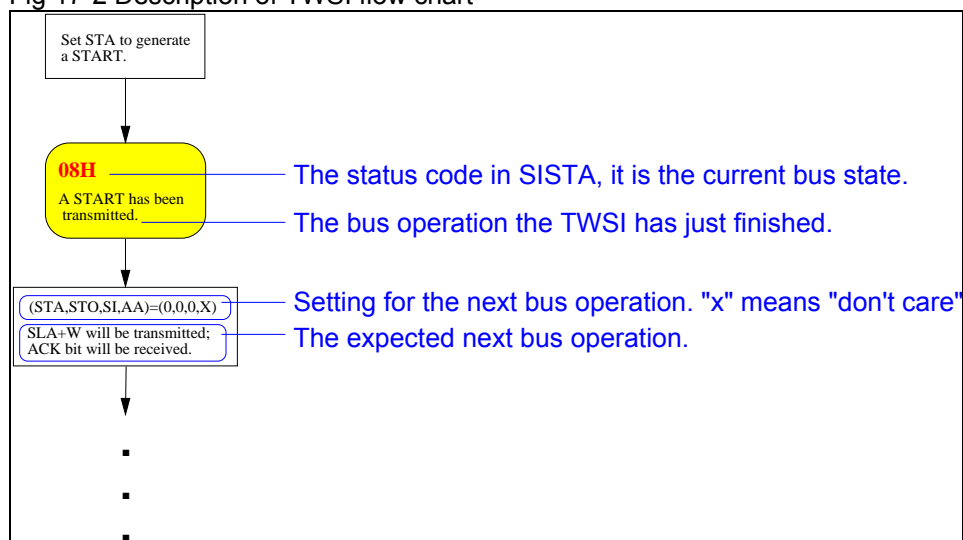 Fig 17-2 Description of TWSI flow chart
Set STA to generate
a START.
08H
The status code in SISTA, it is the current bus state.
A START has been
transmitted.
The bus operation the TWSI has just finished.
(STA,STO,SI,AA)=(0,0,0,X)
Setting for the next bus operation. "x" means "don't care"
SLA+W will be transmitted;
ACK bit will be received.
The expected next bus operation.